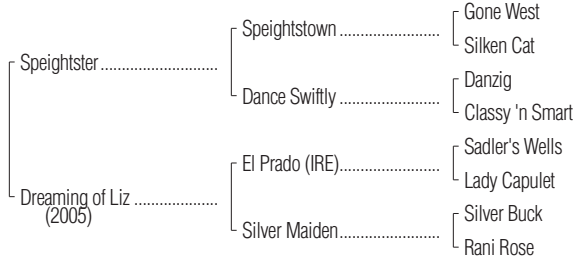 Gone West
Speightstown ......................
Silken Cat
Speightster..........................
Danzig
Dance Swiftly ......................
Classy 'n Smart
Sadler's Wells
El Prado (IRE)......................
Lady Capulet
Dreaming of Liz ..................
(2005)
Silver Buck
Silver Maiden......................
Rani Rose